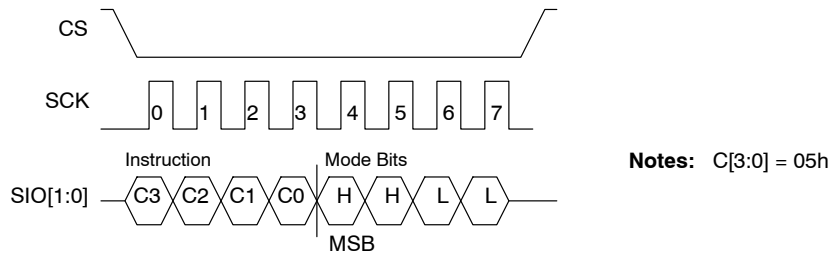 CS
SCK
0 1 2 3 4 5 6 7
Instruction Mode Bits
Notes: C[3:0] = 05h
SIO[1:0] C3 C2 C1 C0 H H L L
MSB